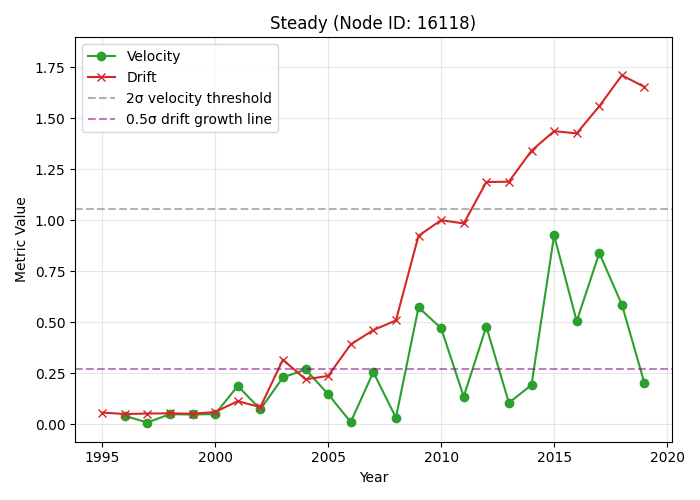 Steady (Node ID: 16118)
Velocity
Drift
2σ velocity threshold
0.5σ drift growth line
Metric Value
1.75
1.50
1.25
1.00
0.75
0.50
0.25
0.00
1995 2000 2005 2010 2015 2020
Year